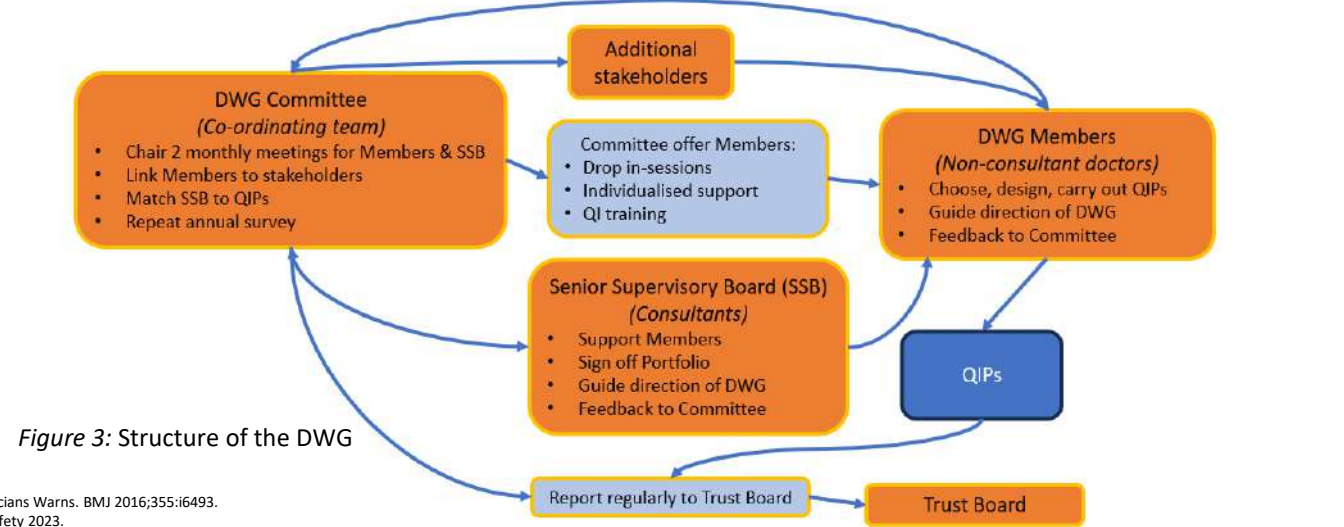 Additional
stakeholders
DWG Committee
(Co-ordinating team)
• Chair 2 monthly meetings for Members & SSB
• Link Members to stakeholders
• Match SSB to QIPs
• Repeat annual survey
Committee offer Members:
• Drop in-sessions
• Individualised support
• QI training
DWG Members
(Non-consultant doctors)
• Choose, design, carry out QIPs
• Guide direction of DWG
• Feedback to Committee
Senior Supervisory Board (SSB)
(Consultants)
• Support Members
• Sign off Portfolio
• Guide direction of DWG
• Feedback to Committee
QIPs
Figure 3: Structure of the DWG
Report regularly to Trust Board
Trust Board
cians Warns. BMJ 2016;355:i6493.
fety 2023.